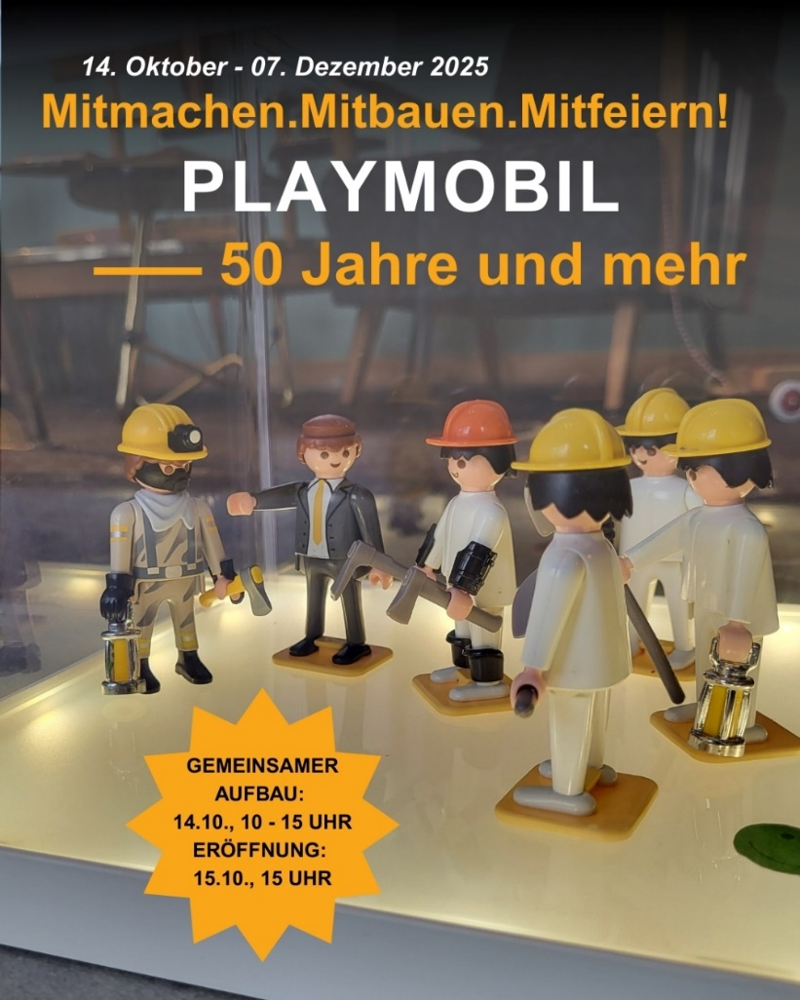 14. Oktober - 07. Dezember 2025
Mitmachen.Mitbauen.Mitfeiern!
PLAYMOBIL
50 Jahre und mehr
GEMEINSAMER
AUFBAU:
14.10., 10 - 15 UHR
ERÖFFNUNG:
15.10., 15 UHR